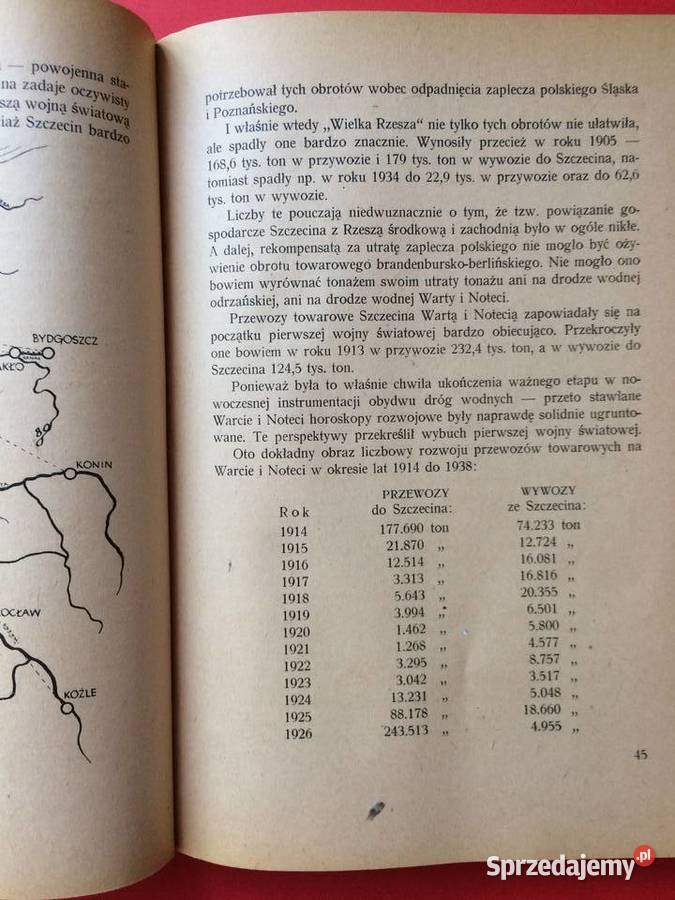 — powojenna sta-
na zadaje oczywisty
szą wojną światową
iaż Szczecin bardzo
BYDGOSZCZ
AKŁO
KONIN
OCŁAW
KOŹLE
potrzebował tych obrotów wobec odpadnięcia zaplecza polskiego Śląska
i Poznańskiego.
I właśnie wtedy „Wielka Rzesza“ nie tylko tych obrotów nie ułatwiła,
ale spadły one bardzo znacznie. Wynosiły przecież w roku 1905 —
168,6 tys. ton w przywozie i 179 tys. ton w wywozie do Szczecina, na-
tomiast spadły np. w roku 1934 do 22,9 tys. w przywozie oraz do 62,6
tys. ton w wywozie.
Liczby te pouczają niedwuznacznie o tym, że tzw. powiązanie go-
spodarcze Szczecina z Rzeszą środkową i zachodnią było w ogóle nikłe.
A dalej, rekompensatą za utratę zaplecza polskiego nie mogło być oży-
wienie obrotu towarowego brandenbursko-berlińskiego. Nie mogło ono
bowiem wyrównać tonażem swoim utraty tonażu ani na drodze wodnej
odrzańskiej, ani na drodze wodnej Warty i Noteci.
Przewozy towarowe Szczecina Wartą i Notecią zapowiadały się na
początku pierwszej wojny światowej bardzo obiecująco. Przekroczyły
one bowiem w roku 1913 w przywozie 232,4 tys. ton, a w wywozie do
Szczecina 124,5 tys. ton.
Ponieważ była to właśnie chwila ukończenia ważnego etapu w no-
woczesnej instrumentacji obydwu dróg wodnych — przeto stawiane
Warcie i Noteci horoskopy rozwojowe były naprawdę solidnie ugrunto-
wane. Te perspektywy przekreślił wybuch pierwszej wojny światowej.
Oto dokładny obraz liczbowy rozwoju przewozów towarowych na
Warcie i Noteci w okresie lat 1914 do 1938:
PRZEWOZY WYWOZY
Rok do Szczecina: ze Szczecina:
1914 177.690 ton 74.233 ton
1915 21.870 „ 12.724 „
1916 12.514 „ 16.081 „
1917 3.313 „ 16.816 „
1918 5.643 „ 20.355 „
1919 3.994 „ 6.501 „
1920 1.462 „ 5.800 „
1921 1.268 „ 4.577 „
1922 3.295 „ 8.757 „
1923 3.042 „ 3.517 „
1924 13.231 „ 5.048 „
1925 88.178 „ 18.660 „
1926 243.513 „ 4.955 „
45
Sprzedajemy.pl